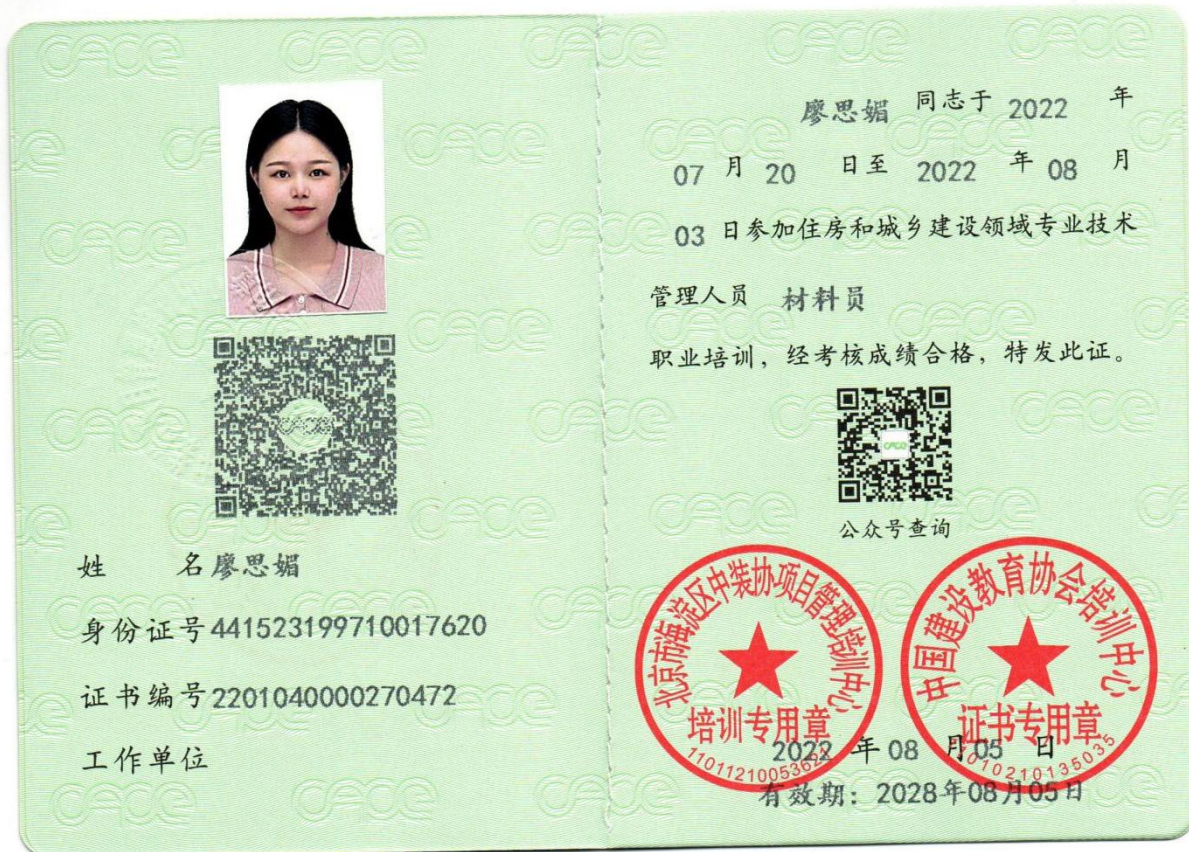 姓 名 廖思媚
身份证号 441523199710017620
证书编号 2201040000270472
工作单位
廖思媚 同志于 2022 年
07 月 20 日至 2022 年 08 月
03 日参加住房和城乡建设领域专业技术
管理人员 材料员
职业培训，经考核成绩合格，特发此证。
公众号查询
北京市海淀区中装协项目管理培训中心
培训专用章
中国建设教育协会培训中心
证书专用章
2022 年 08 月 05 日
有效期：2028年08月05日
CACE